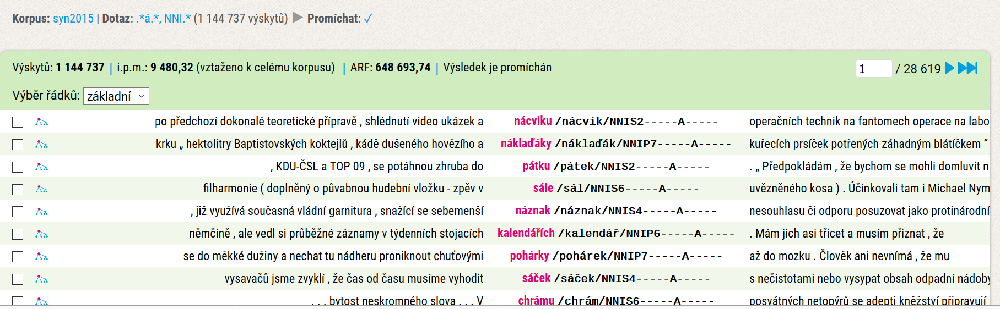 Korpus: syn2015 | Dotaz: .*á.*, NNI.* (1 144 737 výskytů) ▶ Promíchat: ✓
Výskytů: 1 144 737 | i.p.m.: 9 480,32 (vztaženo k celému korpusu) | ARF: 648 693,74 | Výsledek je promíchán 1 / 28 619
Výběr řádků: základní
po předchozí dokonalé teoretické přípravě , shlédnutí video ukázek a nácviku /nácvik/NNIS2-----A----- operačních technik na fantomech operace na labo
krku „ hektolitry Baptistovských koktejlů , kádě dušeného hovězího a náklaďáky /náklaďák/NNIP7-----A----- kuřecích prsíček potřených záhadným blátíčkem “
, KDU-ČSL a TOP 09 , se potáhnou zhruba do pátku /pátek/NNIS2-----A----- . „ Předpokládám , že bychom se mohli domluvit na
filharmonie ( doplněný o půvabnou hudební vložku - zpěv v sále /sál/NNIS6-----A----- uvězněného kosa ) . Účinkovali tam i Michael Nym
, již využívá současná vládní garnitura , snažící se sebemenší náznak /náznak/NNIS4-----A----- nesouhlasu či odporu posuzovat jako protinárodní
němčině , ale vedl si průběžné záznamy v týdenních stojacích kalendářích /kalendář/NNIP6-----A----- . Mám jich asi třicet a musím přiznat , že
se do měkké dužiny a nechat tu nádheru proniknout chuťovými pohárky /pohárek/NNIP7-----A----- až do mozku . Člověk ani nevnímá , že mu
vysavačů jsme zvyklí , že čas od času musíme vyhodit sáček /sáček/NNIS4-----A----- s nečistotami nebo vysypat obsah odpadní nádoby
. . . bytost neskromného slova . . . V chrámu /chrám/NNIS6-----A----- posvátných netopýrů se adepti kněžství připravují